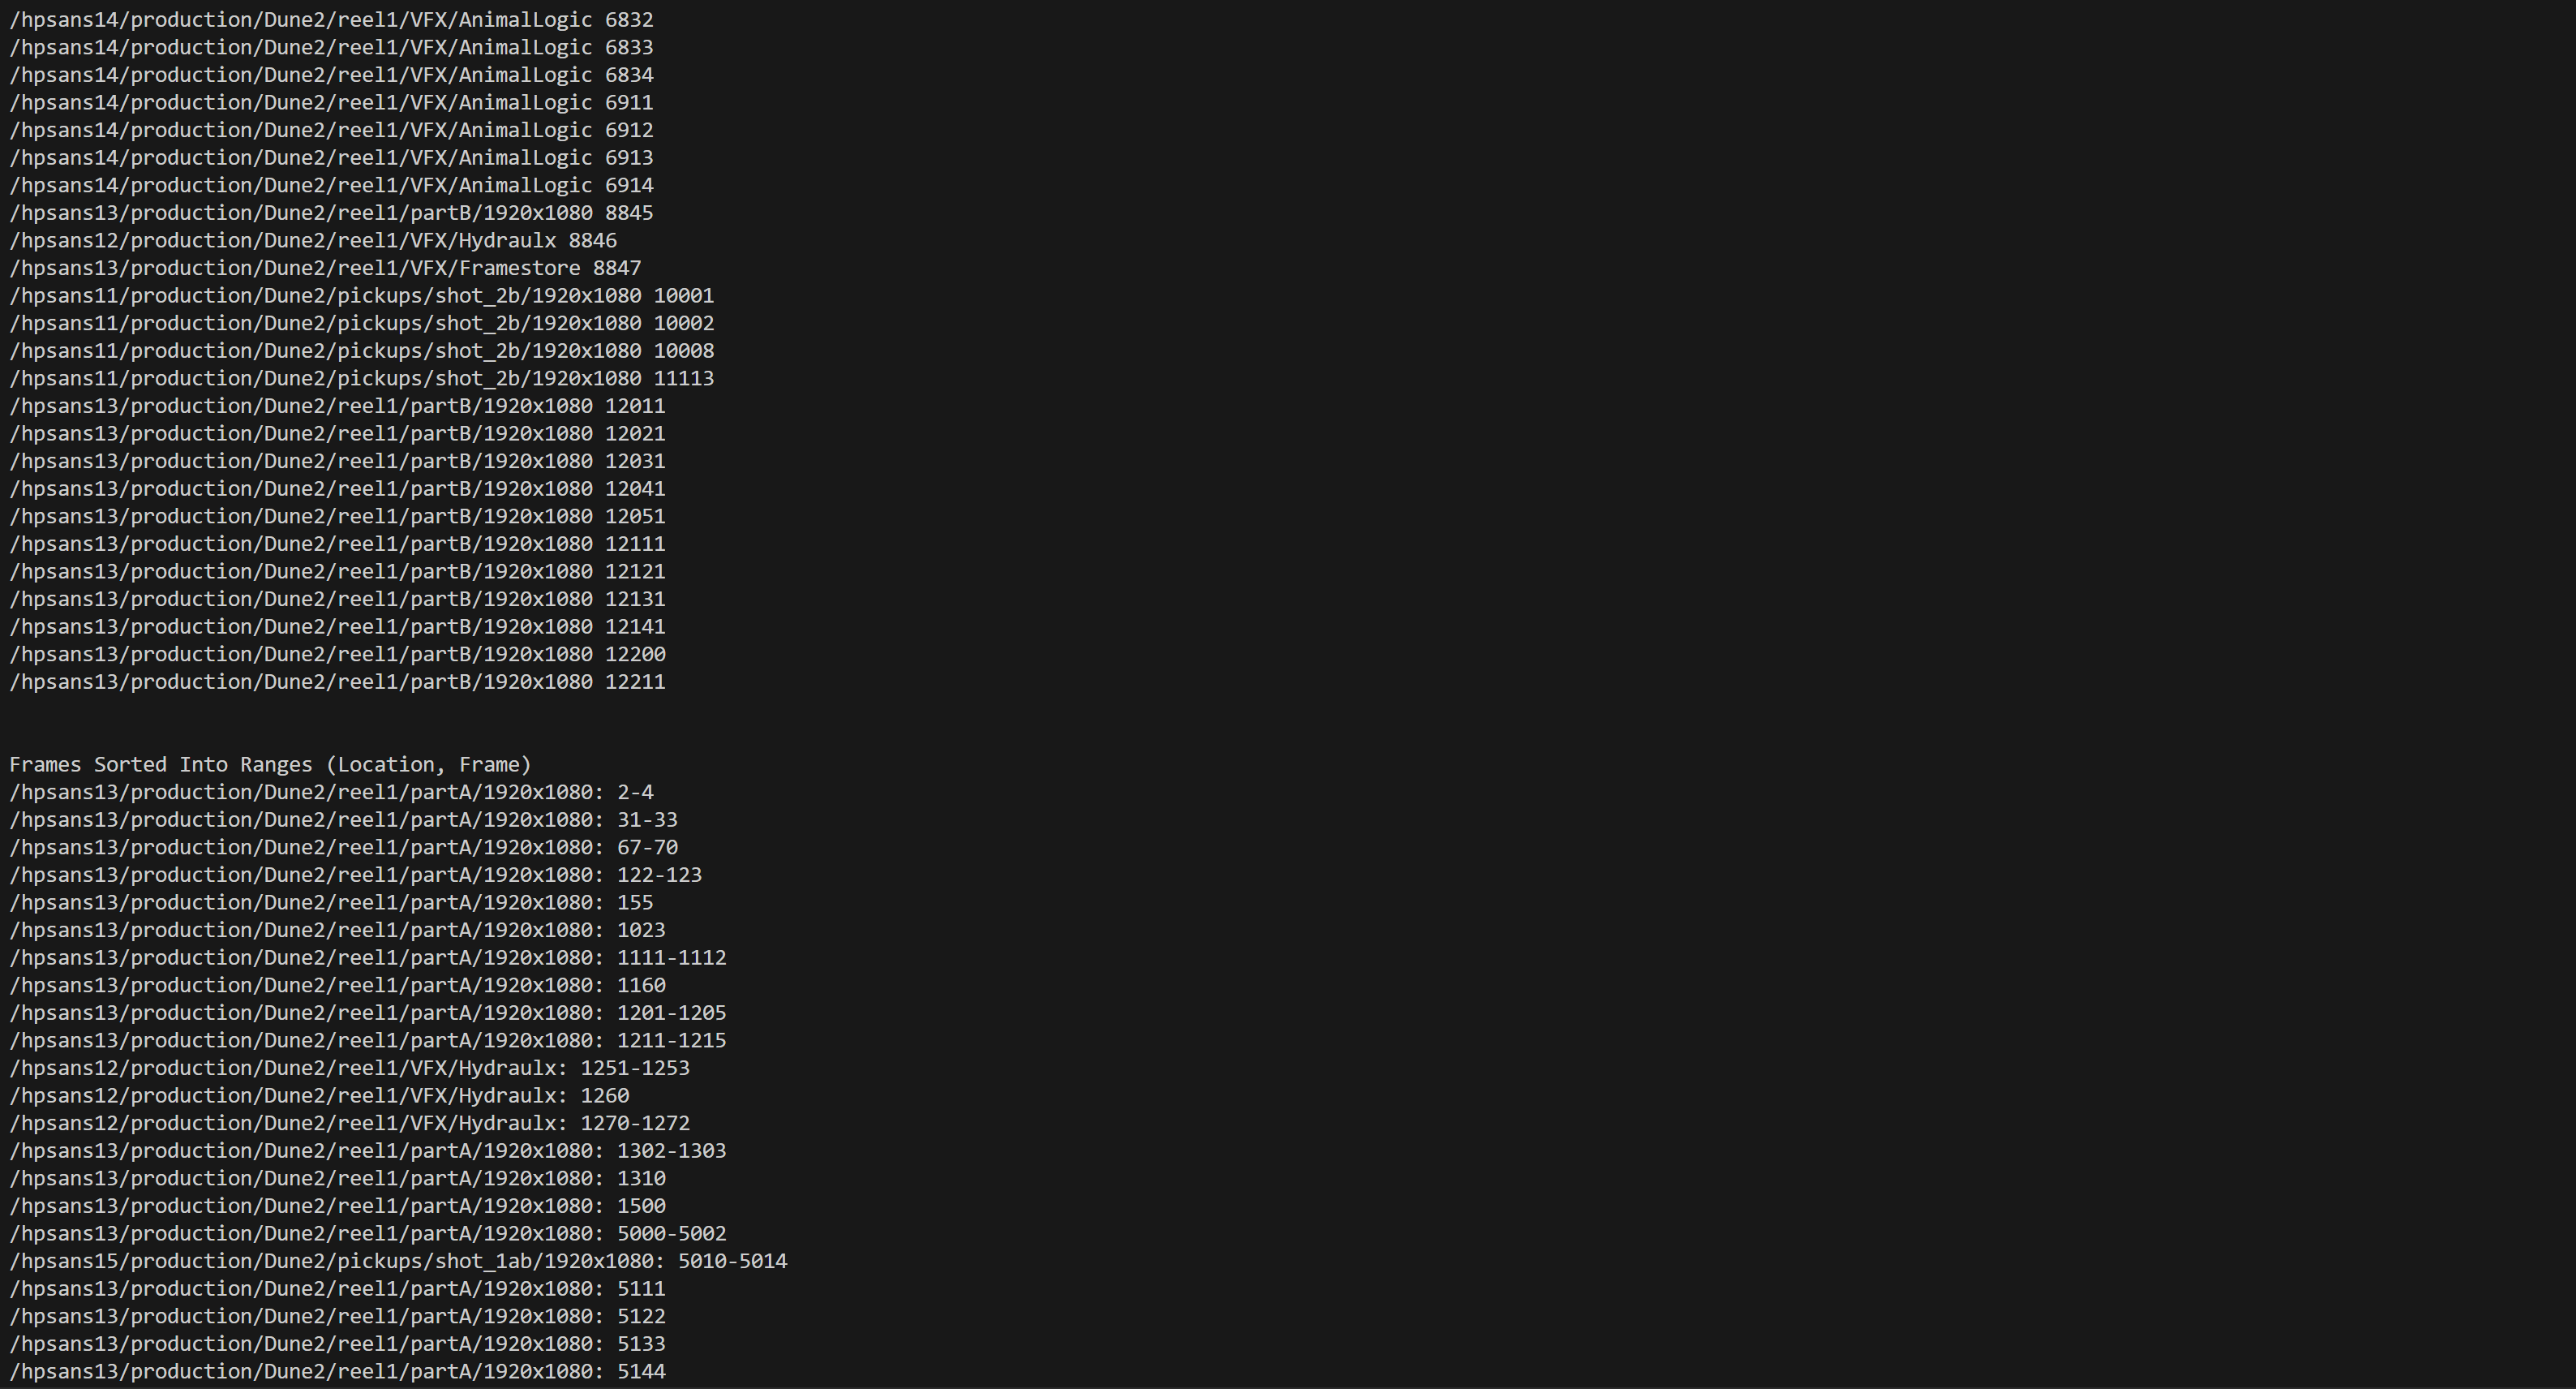 /hpsans14/production/Dune2/reel1/VFX/AnimalLogic 6832
/hpsans14/production/Dune2/reel1/VFX/AnimalLogic 6833
/hpsans14/production/Dune2/reel1/VFX/AnimalLogic 6834
/hpsans14/production/Dune2/reel1/VFX/AnimalLogic 6911
/hpsans14/production/Dune2/reel1/VFX/AnimalLogic 6912
/hpsans14/production/Dune2/reel1/VFX/AnimalLogic 6913
/hpsans14/production/Dune2/reel1/VFX/AnimalLogic 6914
/hpsans13/production/Dune2/reel1/partB/1920x1080 8845
/hpsans12/production/Dune2/reel1/VFX/Hydraulx 8846
/hpsans13/production/Dune2/reel1/VFX/Framestore 8847
/hpsans11/production/Dune2/pickups/shot_2b/1920x1080 10001
/hpsans11/production/Dune2/pickups/shot_2b/1920x1080 10002
/hpsans11/production/Dune2/pickups/shot_2b/1920x1080 10008
/hpsans11/production/Dune2/pickups/shot_2b/1920x1080 11113
/hpsans13/production/Dune2/reel1/partB/1920x1080 12011
/hpsans13/production/Dune2/reel1/partB/1920x1080 12021
/hpsans13/production/Dune2/reel1/partB/1920x1080 12031
/hpsans13/production/Dune2/reel1/partB/1920x1080 12041
/hpsans13/production/Dune2/reel1/partB/1920x1080 12051
/hpsans13/production/Dune2/reel1/partB/1920x1080 12111
/hpsans13/production/Dune2/reel1/partB/1920x1080 12121
/hpsans13/production/Dune2/reel1/partB/1920x1080 12131
/hpsans13/production/Dune2/reel1/partB/1920x1080 12141
/hpsans13/production/Dune2/reel1/partB/1920x1080 12200
/hpsans13/production/Dune2/reel1/partB/1920x1080 12211
Frames Sorted Into Ranges (Location, Frame)
/hpsans13/production/Dune2/reel1/partA/1920x1080: 2-4
/hpsans13/production/Dune2/reel1/partA/1920x1080: 31-33
/hpsans13/production/Dune2/reel1/partA/1920x1080: 67-70
/hpsans13/production/Dune2/reel1/partA/1920x1080: 122-123
/hpsans13/production/Dune2/reel1/partA/1920x1080: 155
/hpsans13/production/Dune2/reel1/partA/1920x1080: 1023
/hpsans13/production/Dune2/reel1/partA/1920x1080: 1111-1112
/hpsans13/production/Dune2/reel1/partA/1920x1080: 1160
/hpsans13/production/Dune2/reel1/partA/1920x1080: 1201-1205
/hpsans13/production/Dune2/reel1/partA/1920x1080: 1211-1215
/hpsans12/production/Dune2/reel1/VFX/Hydraulx: 1251-1253
/hpsans12/production/Dune2/reel1/VFX/Hydraulx: 1260
/hpsans12/production/Dune2/reel1/VFX/Hydraulx: 1270-1272
/hpsans13/production/Dune2/reel1/partA/1920x1080: 1302-1303
/hpsans13/production/Dune2/reel1/partA/1920x1080: 1310
/hpsans13/production/Dune2/reel1/partA/1920x1080: 1500
/hpsans13/production/Dune2/reel1/partA/1920x1080: 5000-5002
/hpsans15/production/Dune2/pickups/shot_1ab/1920x1080: 5010-5014
/hpsans13/production/Dune2/reel1/partA/1920x1080: 5111
/hpsans13/production/Dune2/reel1/partA/1920x1080: 5122
/hpsans13/production/Dune2/reel1/partA/1920x1080: 5133
/hpsans13/production/Dune2/reel1/partA/1920x1080: 5144